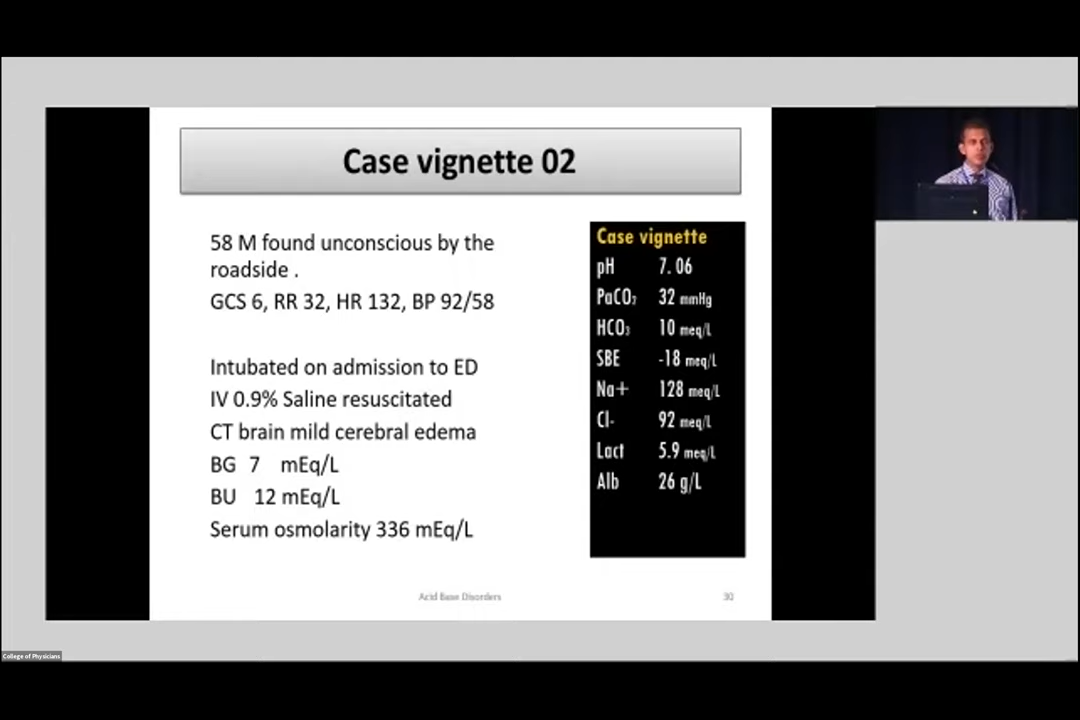 Case vignette 02
58 M found unconscious by the
roadside .
GCS 6, RR 32, HR 132, BP 92/58
Intubated on admission to ED
IV 0.9% Saline resuscitated
CT brain mild cerebral edema
BG 7 mEq/L
BU 12 mEq/L
Serum osmolarity 336 mEq/L
Case vignette
pH 7. 06
PaCO₂ 32 mmHg
HCO₃ 10 meq/L
SBE -18 meq/L
Na+ 128 meq/L
Cl- 92 meq/L
Lact 5.9 meq/L
Alb 26 g/L
Acid Base Disorders
30
College of Physicians